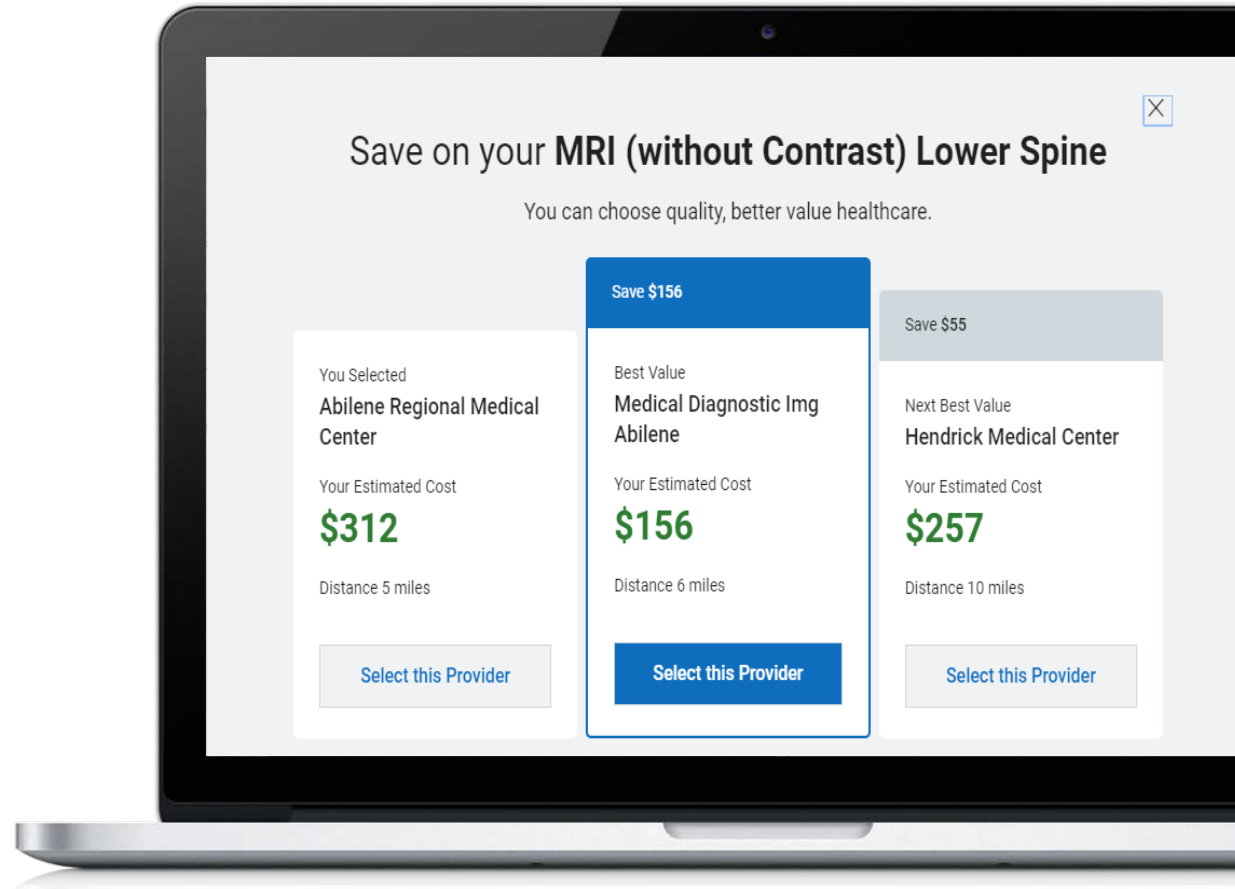 X
Save on your MRI (without Contrast) Lower Spine
You can choose quality, better value healthcare.
You Selected
Abilene Regional Medical
Center
Your Estimated Cost
$312
Distance 5 miles
Select this Provider
Save $156
Best Value
Medical Diagnostic Img
Abilene
Your Estimated Cost
$156
Distance 6 miles
Select this Provider
Save $55
Next Best Value
Hendrick Medical Center
Your Estimated Cost
$257
Distance 10 miles
Select this Provider